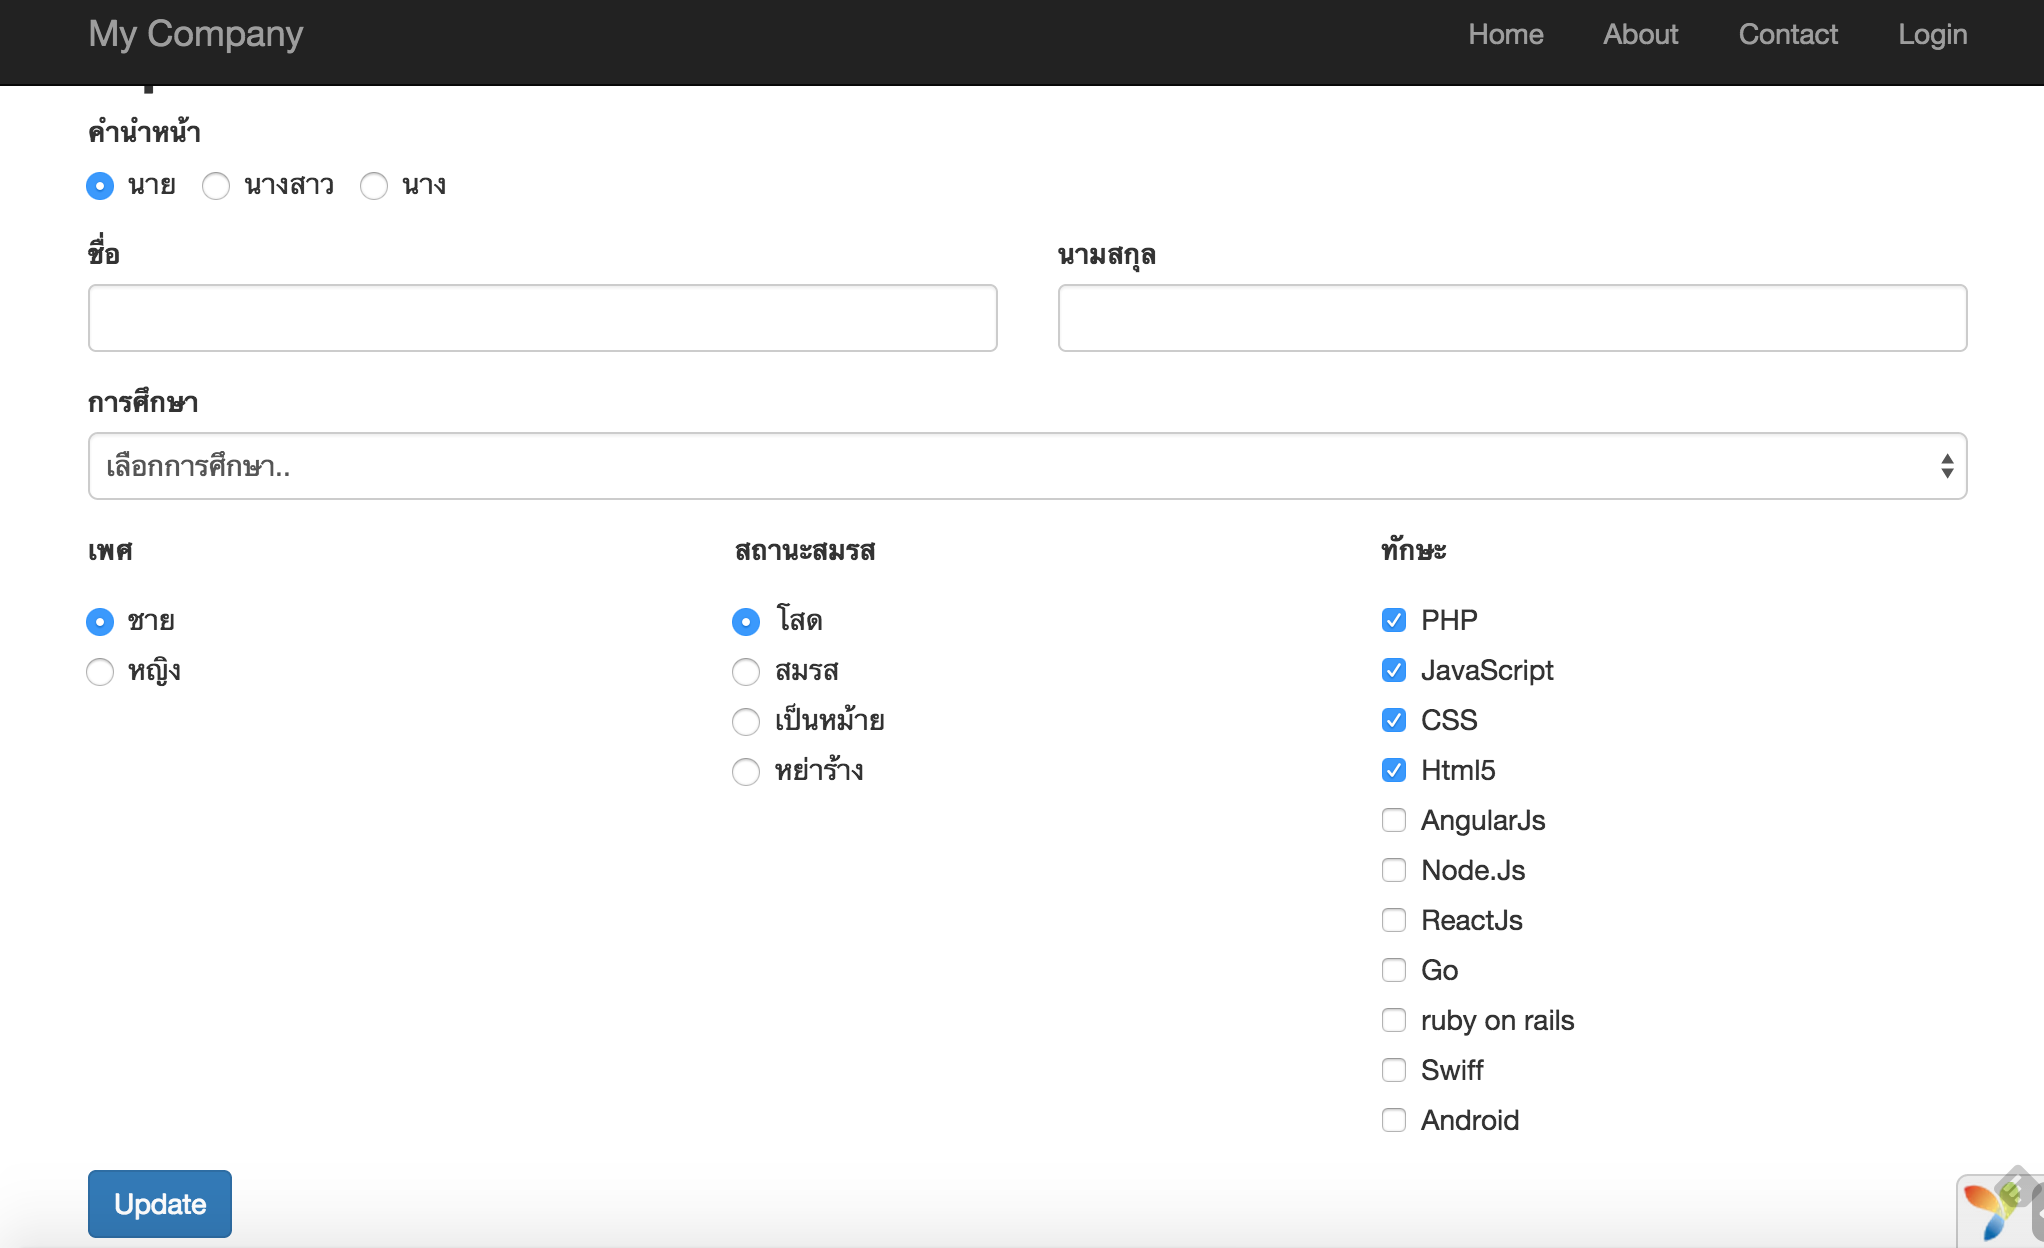 My Company Home About Contact Login
คำนำหน้า
นาย นางสาว นาง
ชื่อ นามสกุล
การศึกษา
เลือกการศึกษา..
เพศ สถานะสมรส ทักษะ
ชาย โสด PHP
หญิง สมรส JavaScript
เป็นหม้าย CSS
หย่าร้าง Html5
AngularJs
Node.Js
ReactJs
Go
ruby on rails
Swiff
Android
Update